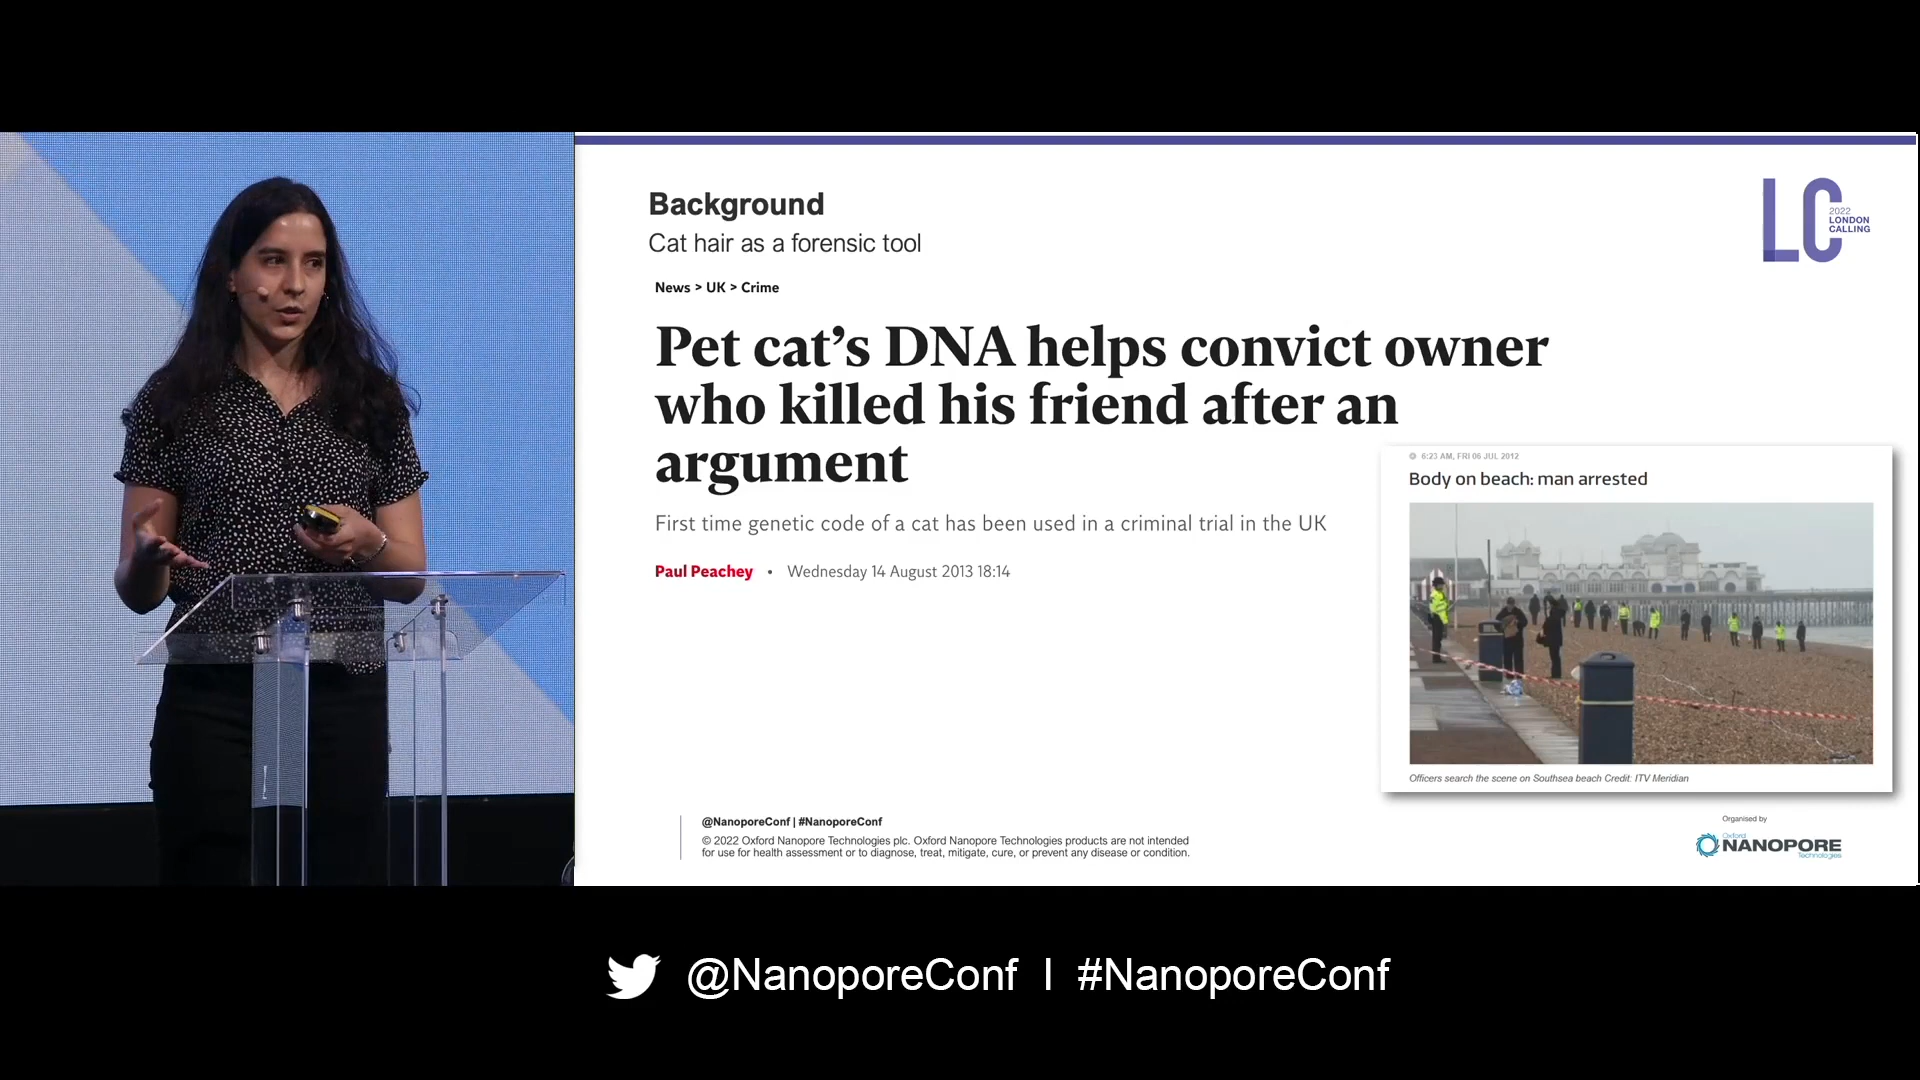 Background
Cat hair as a forensic tool
LC
2022
LONDON
CALLING
News > UK > Crime
Pet cat’s DNA helps convict owner
who killed his friend after an
argument
First time genetic code of a cat has been used in a criminal trial in the UK
Paul Peachey • Wednesday 14 August 2013 18:14
6:23 AM, FRI 06 JUL 2012
Body on beach: man arrested
Officers search the scene on Southsea beach Credit: ITV Meridian
@NanoporeConf | #NanoporeConf
© 2022 Oxford Nanopore Technologies plc. Oxford Nanopore Technologies products are not intended
for use for health assessment or to diagnose, treat, mitigate, cure, or prevent any disease or condition.
Organised by
Oxford
NANOPORE
Technologies
@NanoporeConf | #NanoporeConf